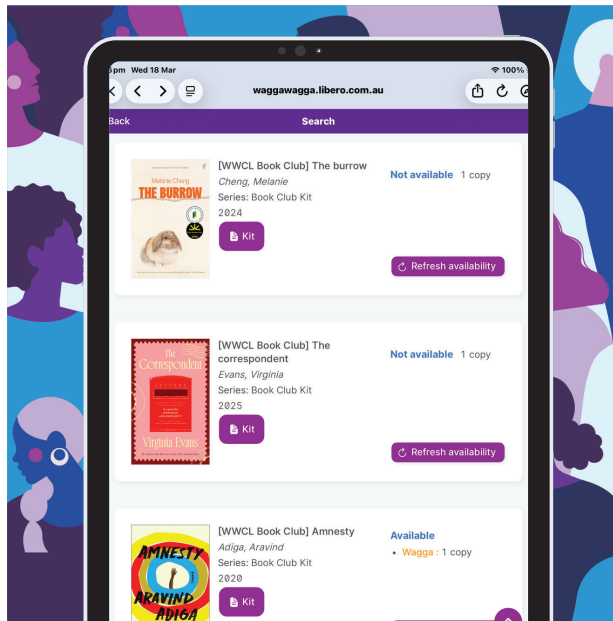 pm Wed 18 Mar
100%
waggawagga.libero.com.au
Back
Search
Melanie Cheng
THE BURROW
[WWCL Book Club] The burrow
Cheng, Melanie
Series: Book Club Kit
2024
Kit
Not available 1 copy
Refresh availability
The
Correspondent
LETTERS
Virginia Evans
[WWCL Book Club] The
correspondent
Evans, Virginia
Series: Book Club Kit
2025
Kit
Not available 1 copy
Refresh availability
AMNESTY
ARAVIND
ADIGA
[WWCL Book Club] Amnesty
Adiga, Aravind
Series: Book Club Kit
2020
Kit
Available
• Wagga : 1 copy